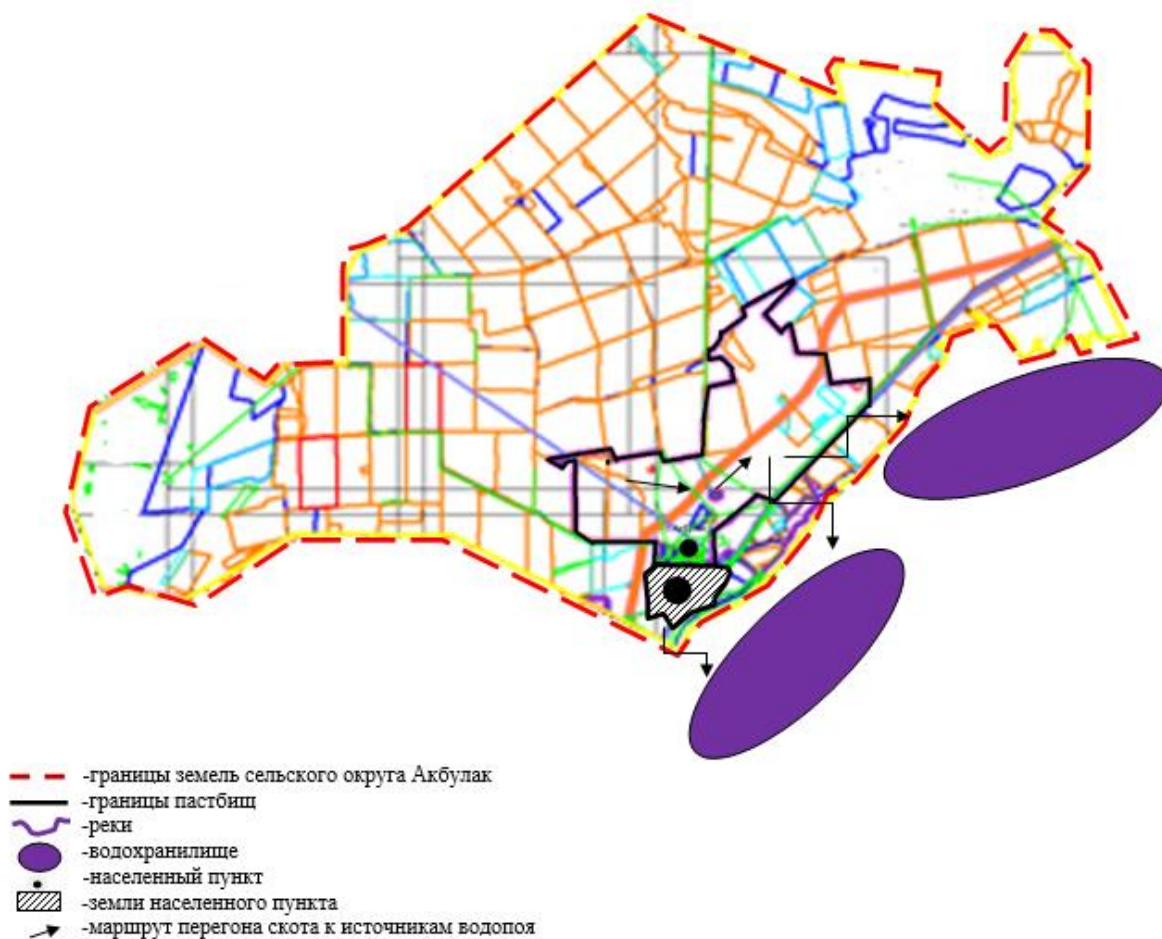 -границы земель сельского округа Акбулак
-границы пастбищ
-реки
-водохранилище
-населенный пункт
-земли населенного пункта
-маршрут перегона скота к источникам водопоя